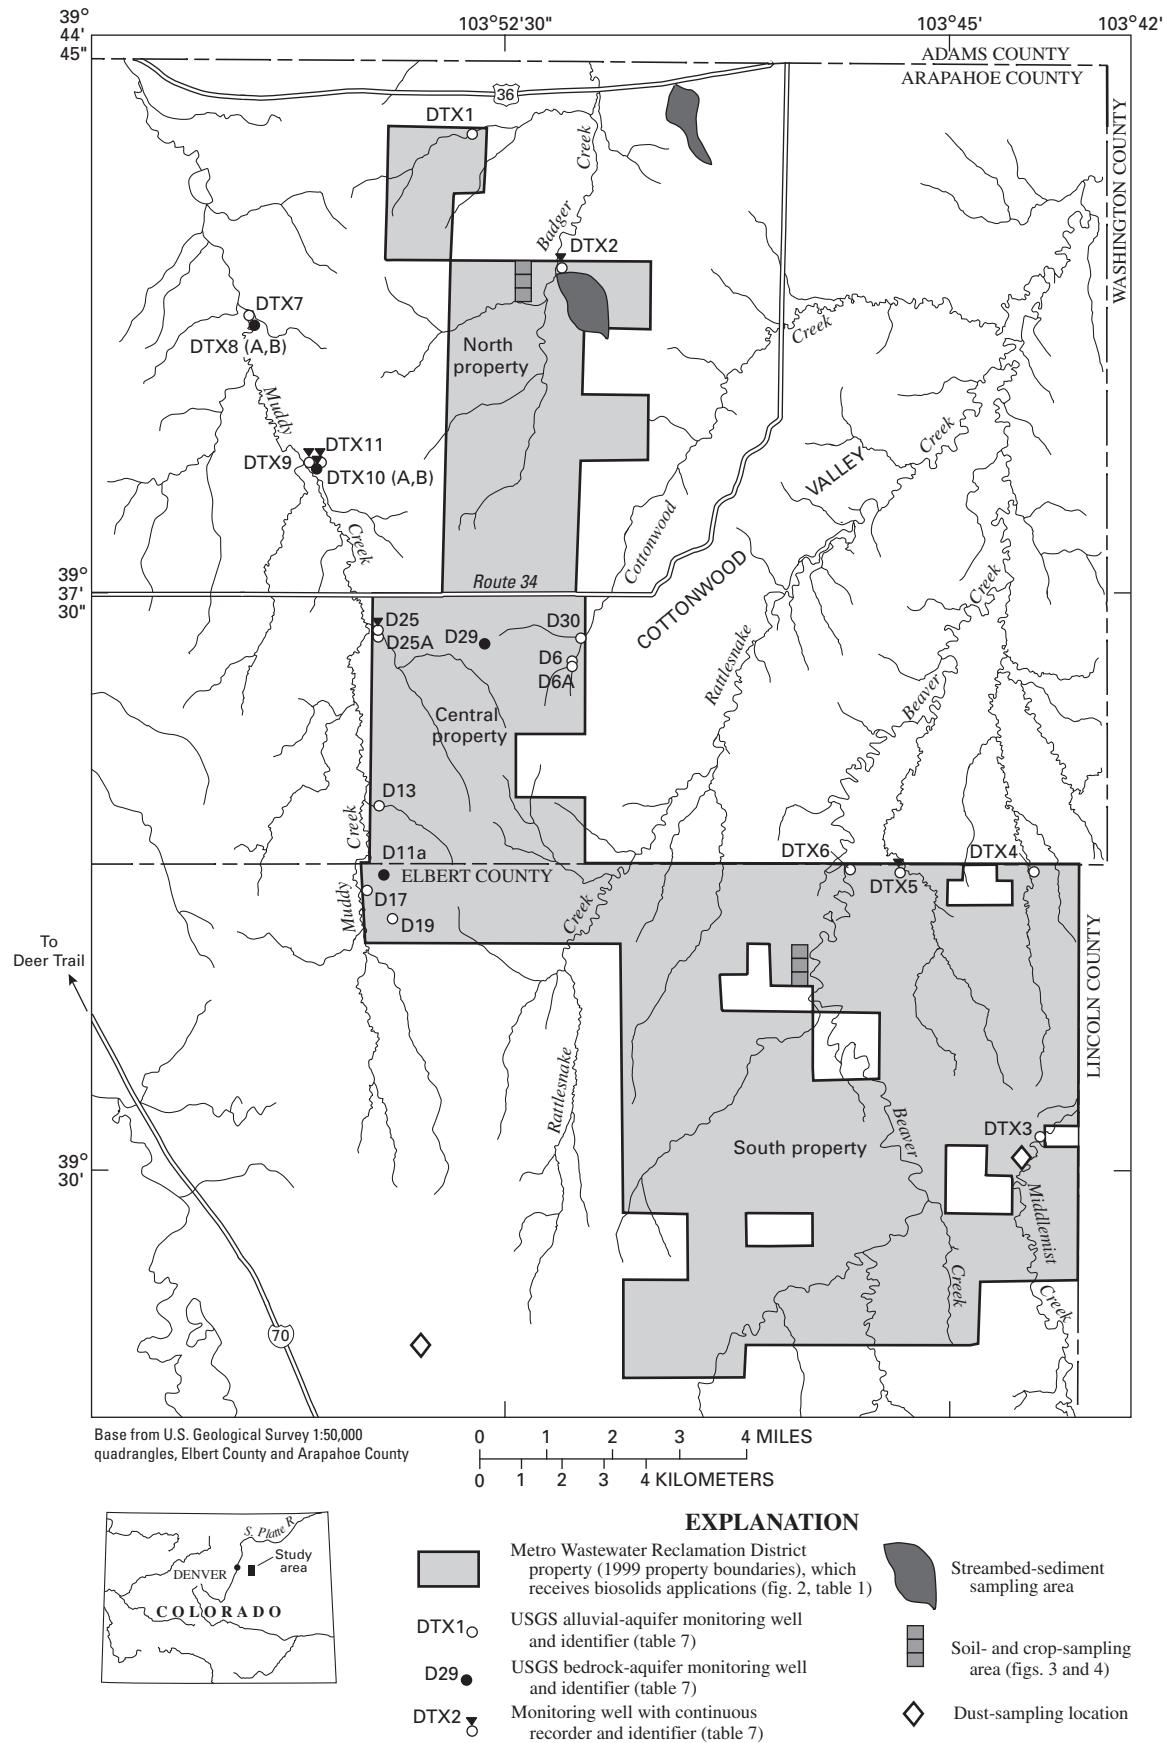 39°
44'
45"
103°52'30"
103°45'
103°42'
ADAMS COUNTY
ARAPAHOE COUNTY
WASHINGTON COUNTY
36
DTX1
Creek
Badger
DTX2
DTX7
DTX8 (A,B)
North
property
Creek
Muddy
DTX11
DTX9
DTX10 (A,B)
Creek
Creek
VALLEY
Cottonwood
COTTONWOOD
39°
37'
30"
Route 34
Creek
D25
D25A
D29
D30
D6
D6A
Rattlesnake
Beaver
Central
property
D13
Creek
D11a
ELBERT COUNTY
DTX6
DTX5
DTX4
Muddy
D17
D19
Creek
To
Deer Trail
LINCOLN COUNTY
Rattlesnake
Beaver
DTX3
South property
39°
30'
Middlemist
Creek
Creek
70
Base from U.S. Geological Survey 1:50,000
quadrangles, Elbert County and Arapahoe County
0 1 2 3 4 MILES
0 1 2 3 4 KILOMETERS
S. Platte R.
Study
area
DENVER
COLORADO
EXPLANATION
Metro Wastewater Reclamation District
property (1999 property boundaries), which
receives biosolids applications (fig. 2, table 1)
DTX1
USGS alluvial-aquifer monitoring well
and identifier (table 7)
D29
USGS bedrock-aquifer monitoring well
and identifier (table 7)
DTX2
Monitoring well with continuous
recorder and identifier (table 7)
Streambed-sediment
sampling area
Soil- and crop-sampling
area (figs. 3 and 4)
Dust-sampling location